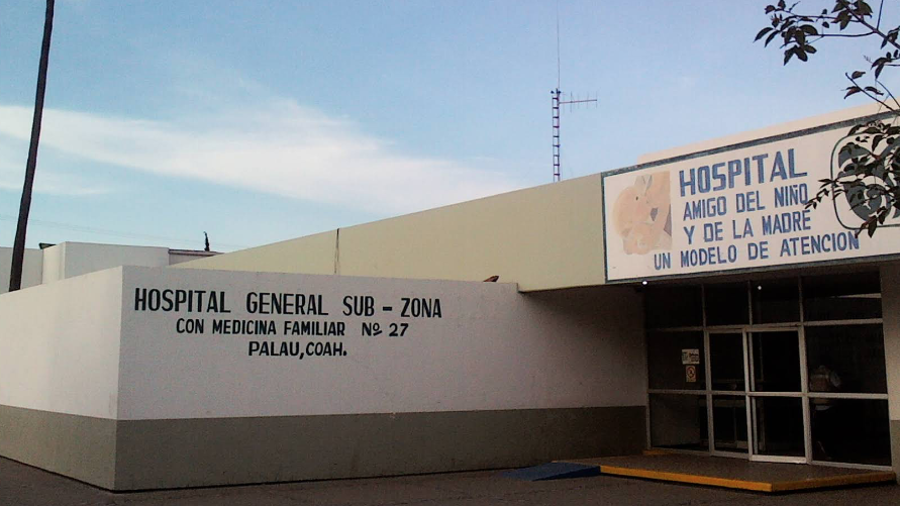 HOSPITAL GENERAL SUB - ZONA
CON MEDICINA FAMILIAR Nº 27
PALAU, COAH.
HOSPITAL
AMIGO DEL NIÑO
Y DE LA MADRE
UN MODELO DE ATENCION